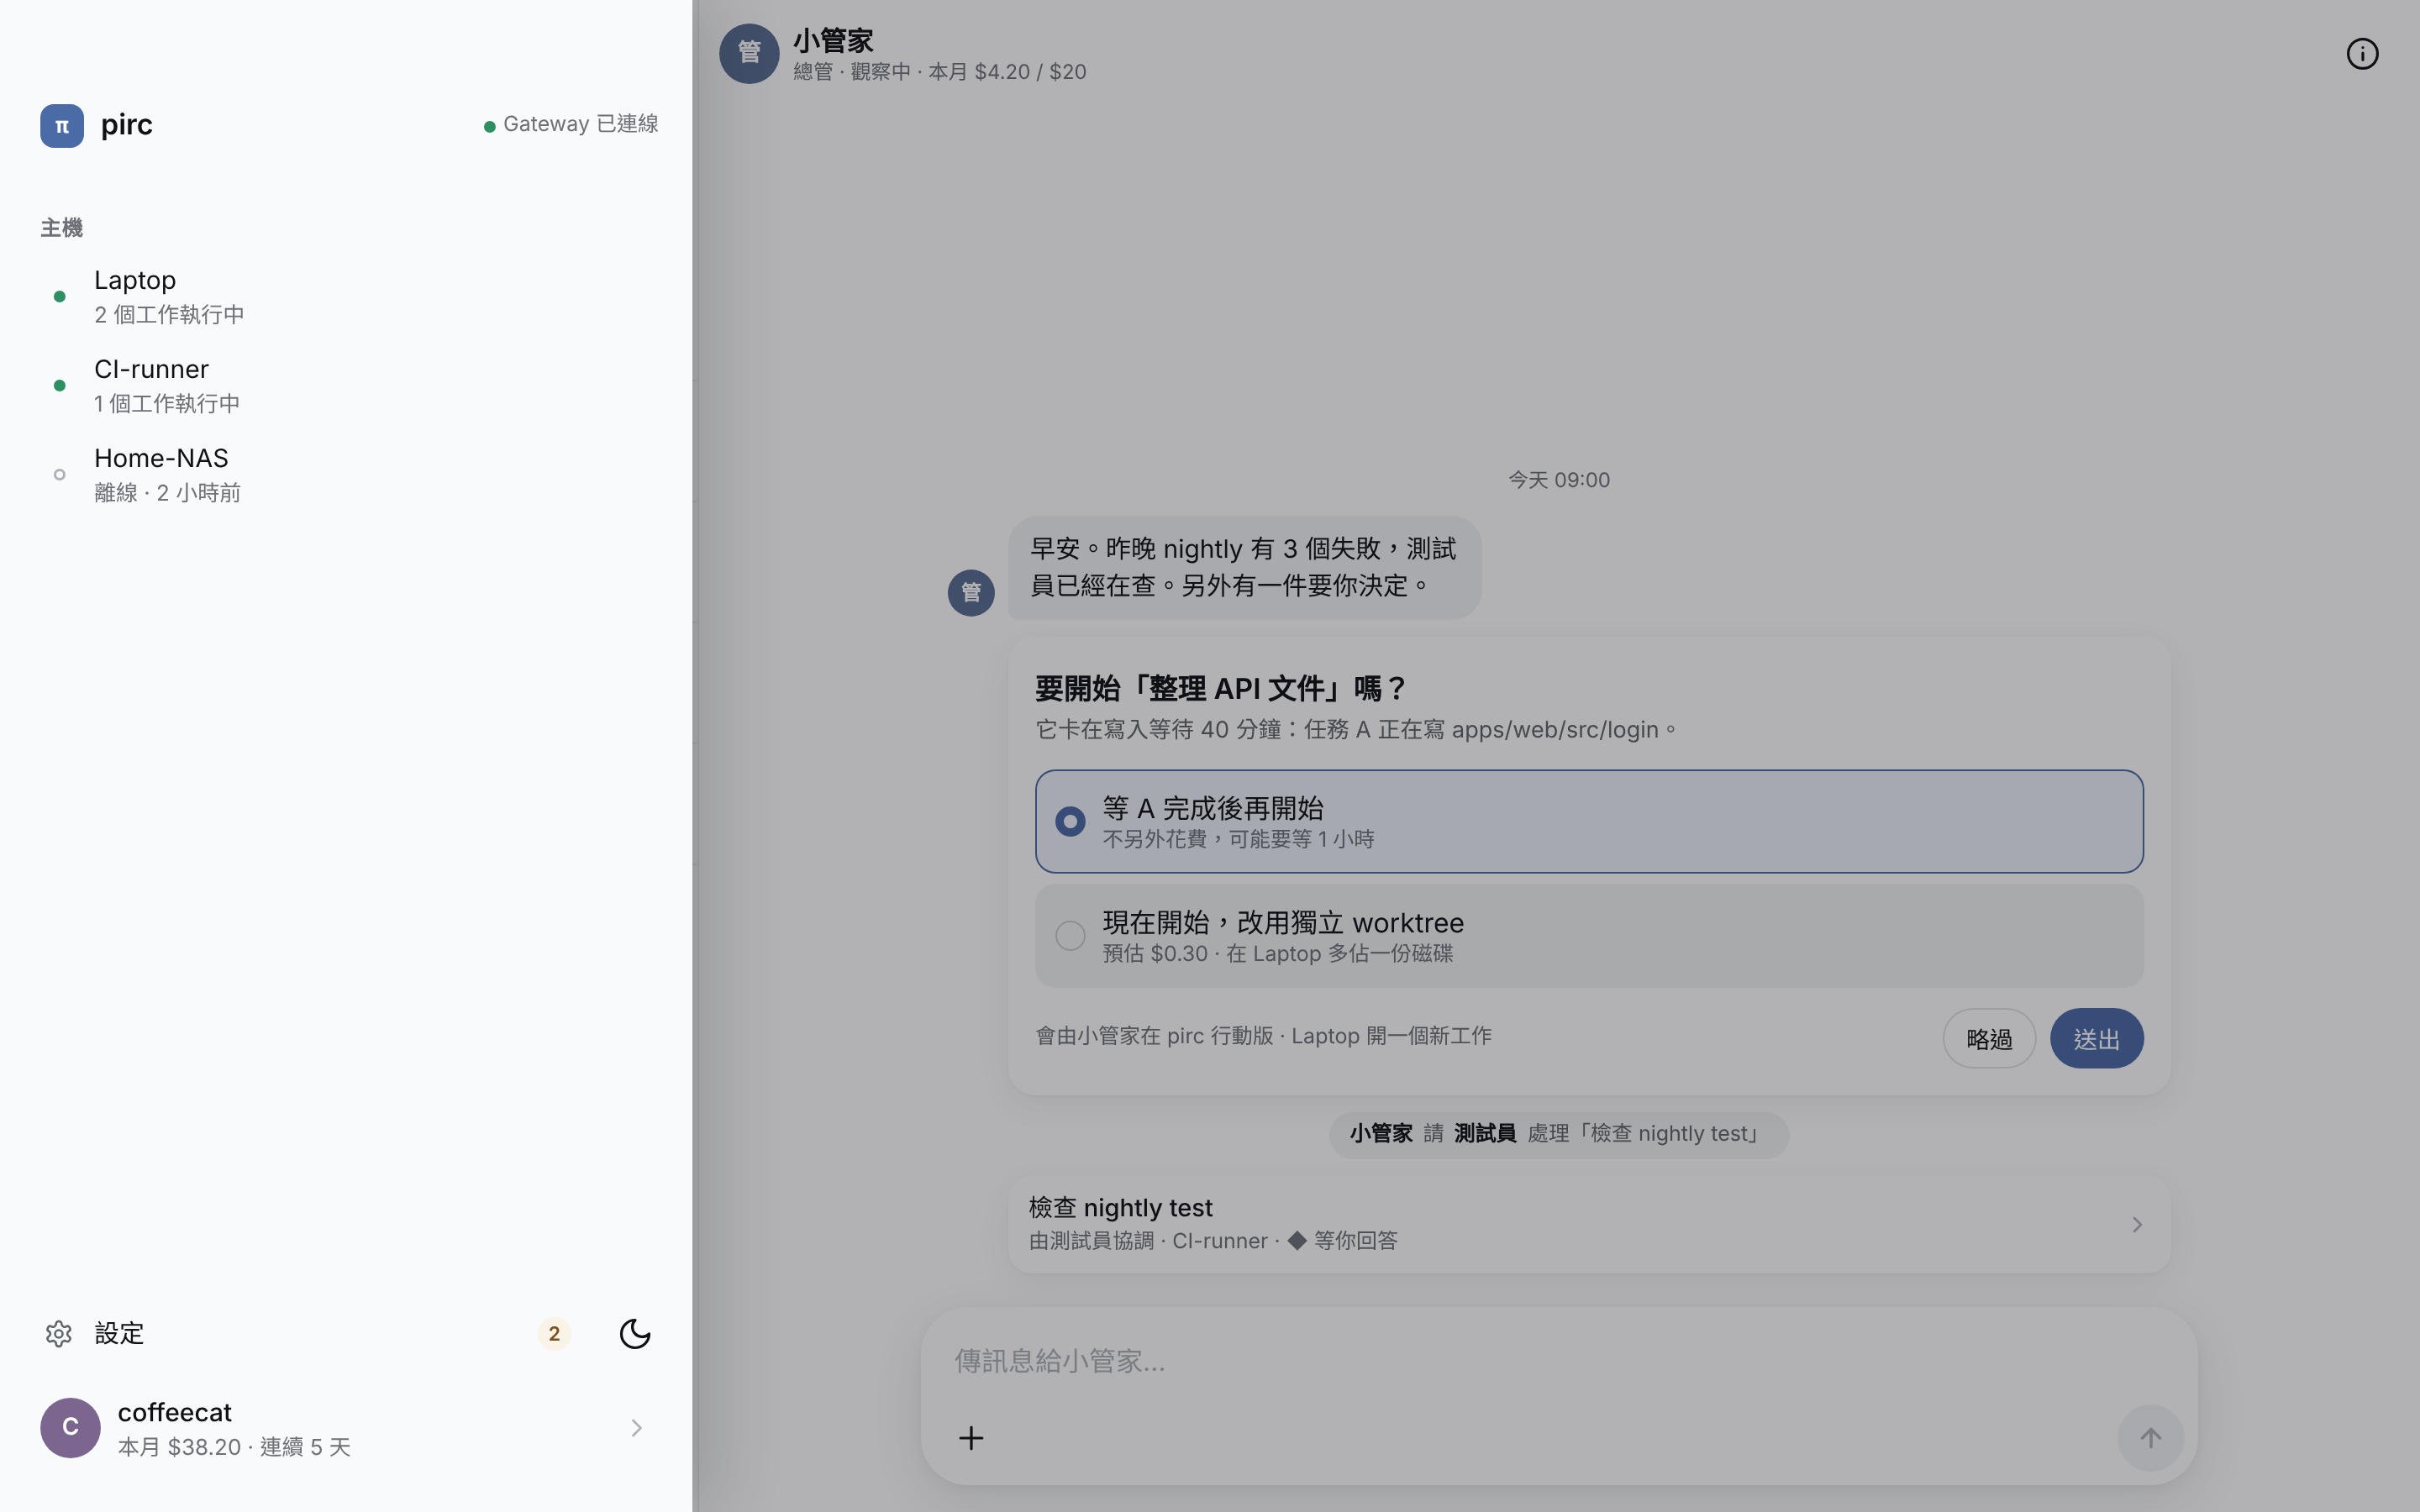 π pirc
Gateway 已連線
主機
Laptop
2 個工作執行中
CI-runner
1 個工作執行中
Home-NAS
離線 · 2 小時前
設定
2
C
coffeecat
本月 $38.20 · 連續 5 天
管
小管家
總管 · 觀察中 · 本月 $4.20 / $20
今天 09:00
早安。昨晚 nightly 有 3 個失敗，測試
員已經在查。另外有一件要你決定。
管
要開始「整理 API 文件」嗎？
它卡在寫入等待 40 分鐘：任務 A 正在寫 apps/web/src/login。
等 A 完成後再開始
不另外花費，可能要等 1 小時
現在開始，改用獨立 worktree
預估 $0.30 · 在 Laptop 多佔一份磁碟
會由小管家在 pirc 行動版 · Laptop 開一個新工作
略過
送出
小管家 請 測試員 處理「檢查 nightly test」
檢查 nightly test
由測試員協調 · CI-runner · ◆ 等你回答
傳訊息給小管家...